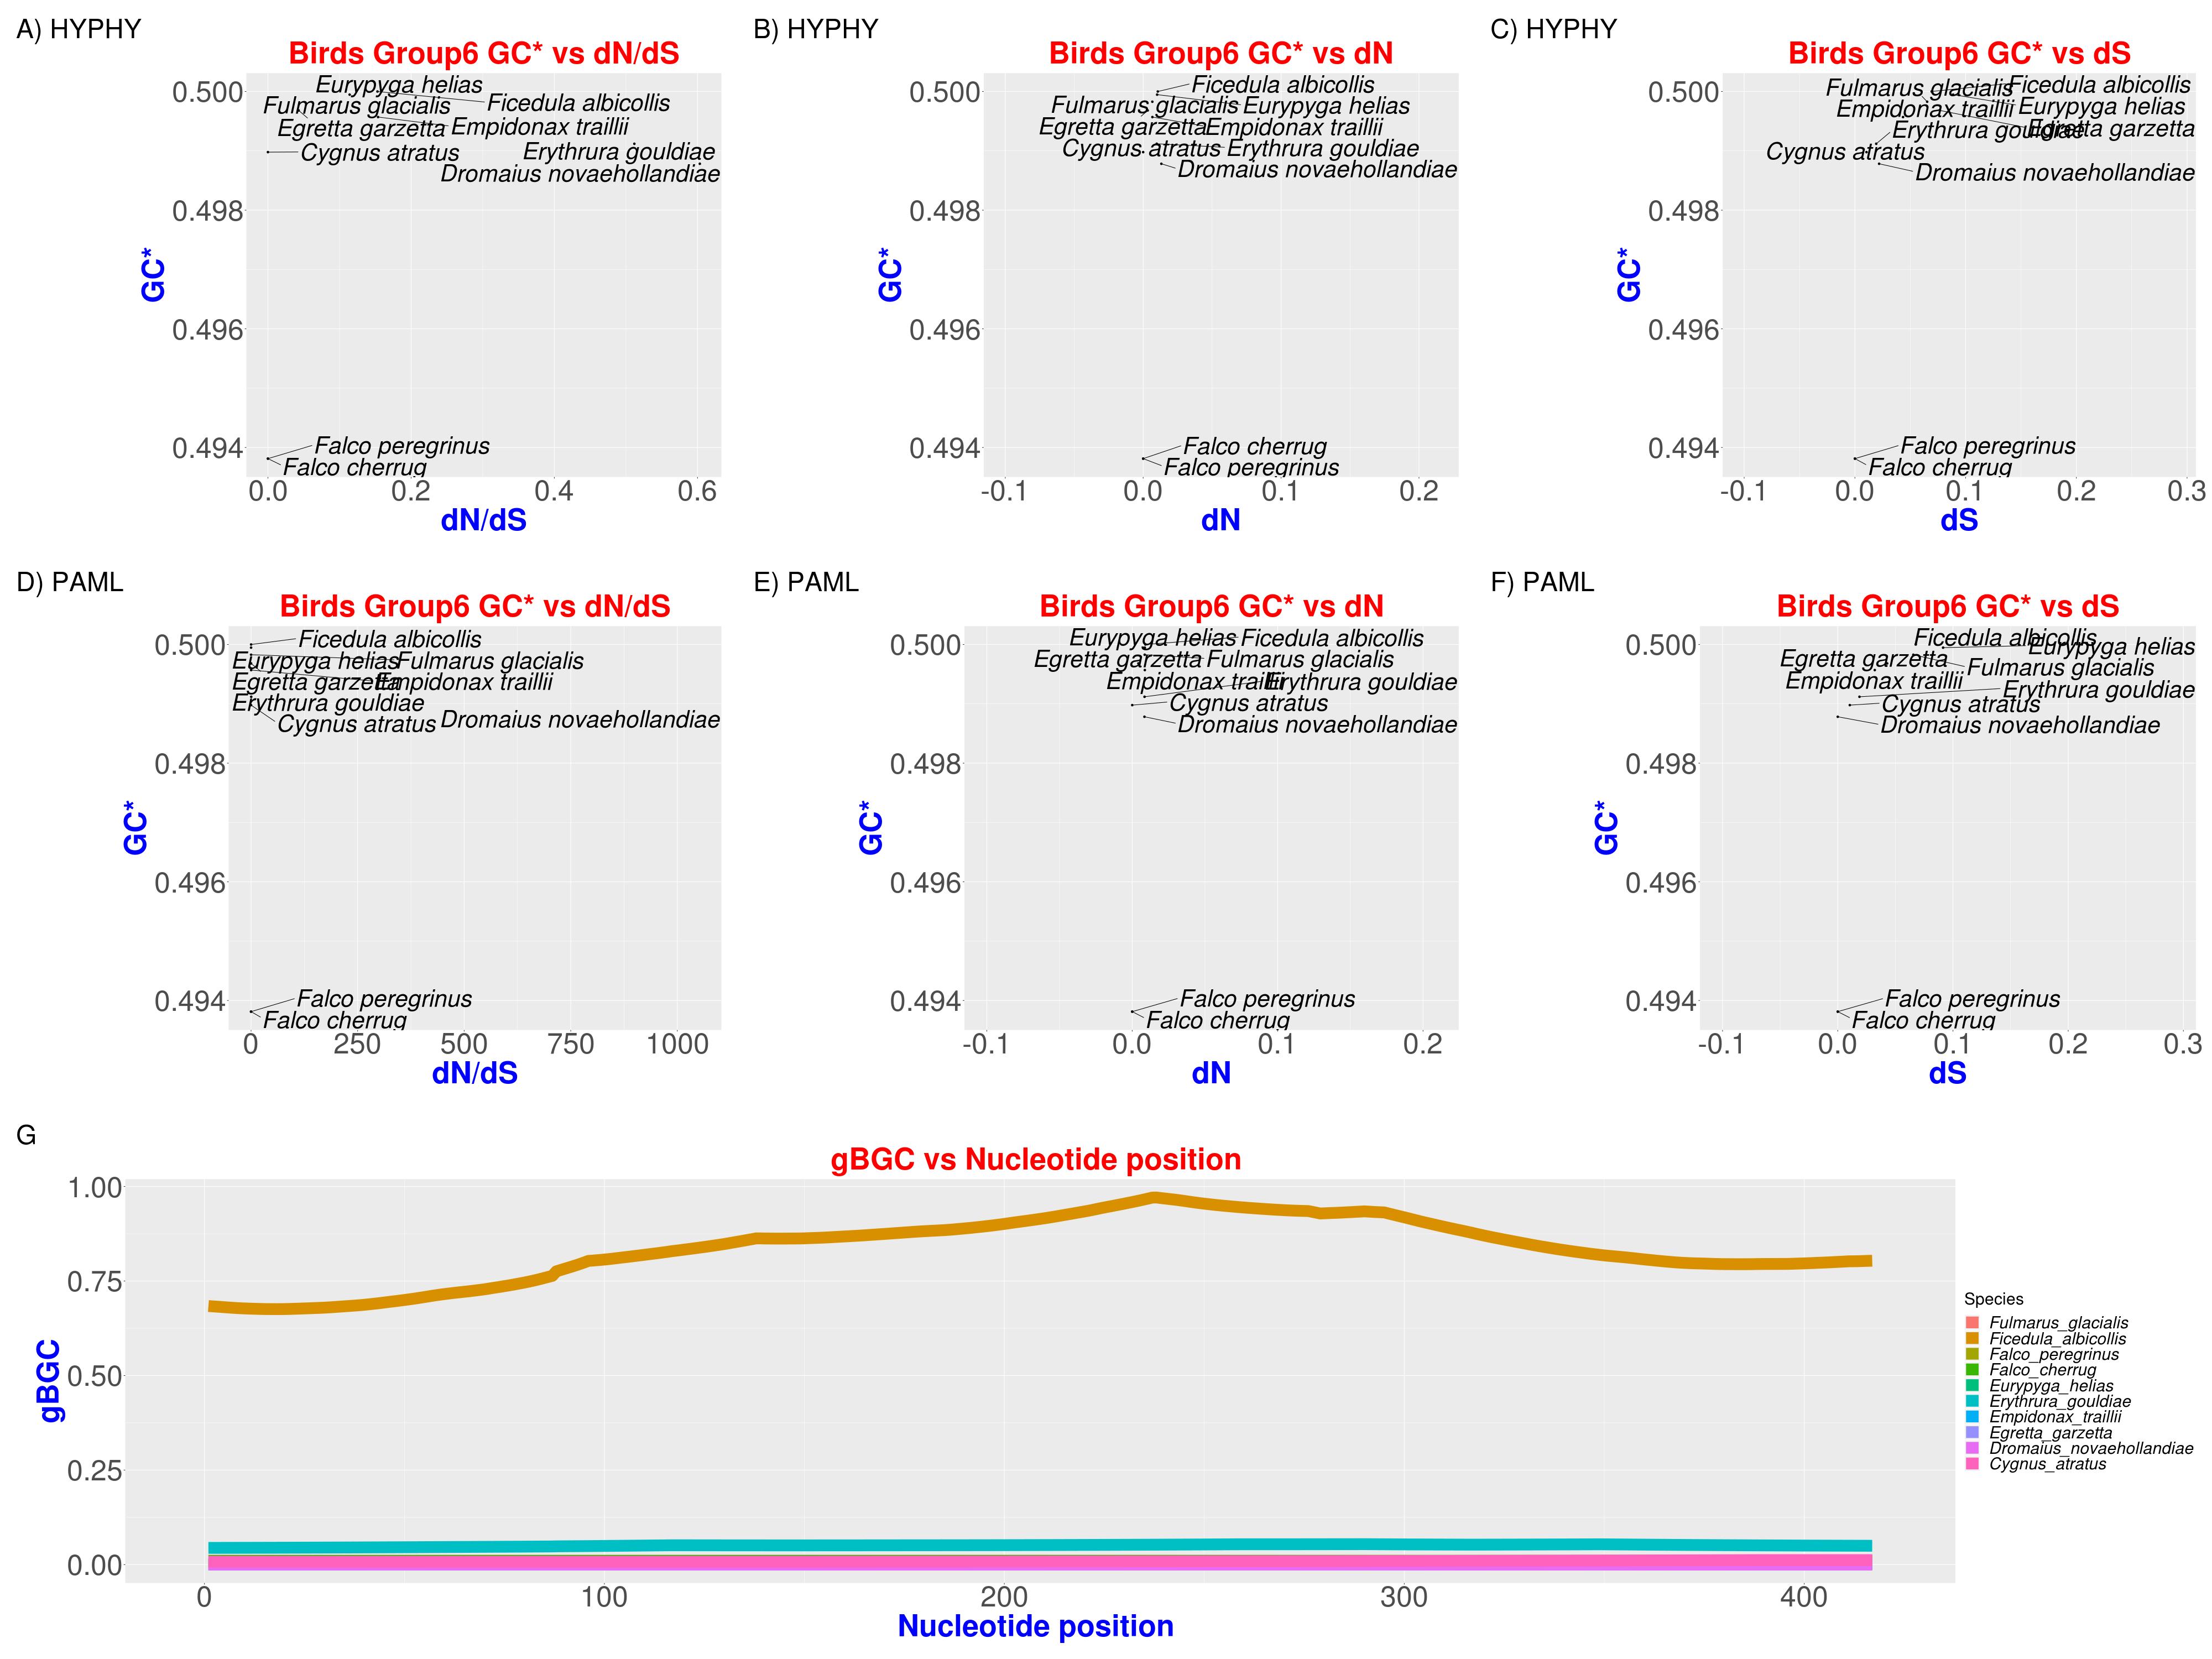 A) HYPHY
Birds Group6 GC* vs dN/dS
0.500
0.498
0.496
0.494
GC*
Eurypyga helias
Ficedula albicollis
Fulmarus glacialis
Egretta garzetta
Empidonax traillii
Cygnus atratus
Erythrura gouldiae
Dromaius novaehollandiae
Falco peregrinus
Falco cherrug
0.0 0.2 0.4 0.6
dN/dS
B) HYPHY
Birds Group6 GC* vs dN
0.500
0.498
0.496
0.494
GC*
Ficedula albicollis
Fulmarus glacialis
Eurypyga helias
Egretta garzetta
Empidonax traillii
Cygnus atratus
Erythrura gouldiae
Dromaius novaehollandiae
Falco cherrug
Falco peregrinus
-0.1 0.0 0.1 0.2
dN
C) HYPHY
Birds Group6 GC* vs dS
0.500
0.498
0.496
0.494
GC*
Fulmarus glacialis
Ficedula albicollis
Empidonax traillii
Eurypyga helias
Erythrura gouldiae
Egretta garzetta
Cygnus atratus
Dromaius novaehollandiae
Falco peregrinus
Falco cherrug
-0.1 0.0 0.1 0.2 0.3
dS
D) PAML
Birds Group6 GC* vs dN/dS
0.500
0.498
0.496
0.494
GC*
Ficedula albicollis
Eurypyga helias
Fulmarus glacialis
Egretta garzetta
Empidonax traillii
Erythrura gouldiae
Cygnus atratus
Dromaius novaehollandiae
Falco peregrinus
Falco cherrug
0 250 500 750 1000
dN/dS
E) PAML
Birds Group6 GC* vs dN
0.500
0.498
0.496
0.494
GC*
Eurypyga helias
Ficedula albicollis
Egretta garzetta
Fulmarus glacialis
Empidonax traillii
Erythrura gouldiae
Cygnus atratus
Dromaius novaehollandiae
Falco peregrinus
Falco cherrug
-0.1 0.0 0.1 0.2
dN
F) PAML
Birds Group6 GC* vs dS
0.500
0.498
0.496
0.494
GC*
Ficedula albicollis
Eurypyga helias
Egretta garzetta
Fulmarus glacialis
Empidonax traillii
Erythrura gouldiae
Cygnus atratus
Dromaius novaehollandiae
Falco peregrinus
Falco cherrug
-0.1 0.0 0.1 0.2 0.3
dS
G
gBGC vs Nucleotide position
1.00
0.75
0.50
0.25
0.00
gBGC
0 100 200 300 400
Nucleotide position
Species
Fulmarus_glacialis
Ficedula_albicollis
Falco_peregrinus
Falco_cherrug
Eurypyga_helias
Erythrura_gouldiae
Empidonax_traillii
Egretta_garzetta
Dromaius_novaehollandiae
Cygnus_atratus